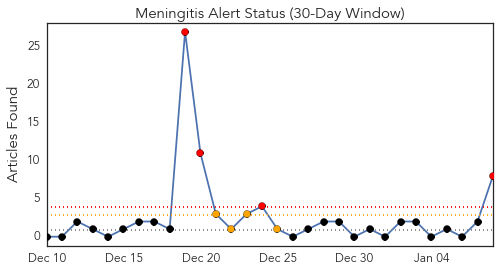 Meningitis Alert Status (30-Day Window)
Articles Found
25
20
15
10
5
0
Dec 10 Dec 15 Dec 20 Dec 25 Dec 30 Jan 04